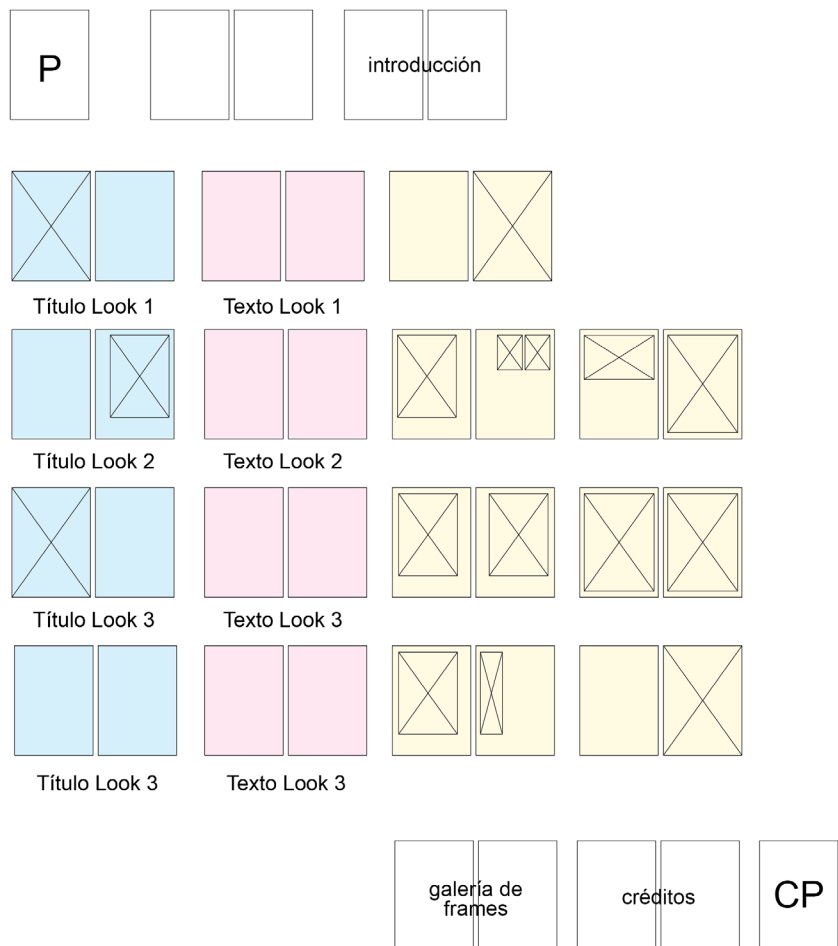 P
introducción
Título Look 1
Texto Look 1
Título Look 2
Texto Look 2
Título Look 3
Texto Look 3
Título Look 3
Texto Look 3
galería de
frames
créditos
CP